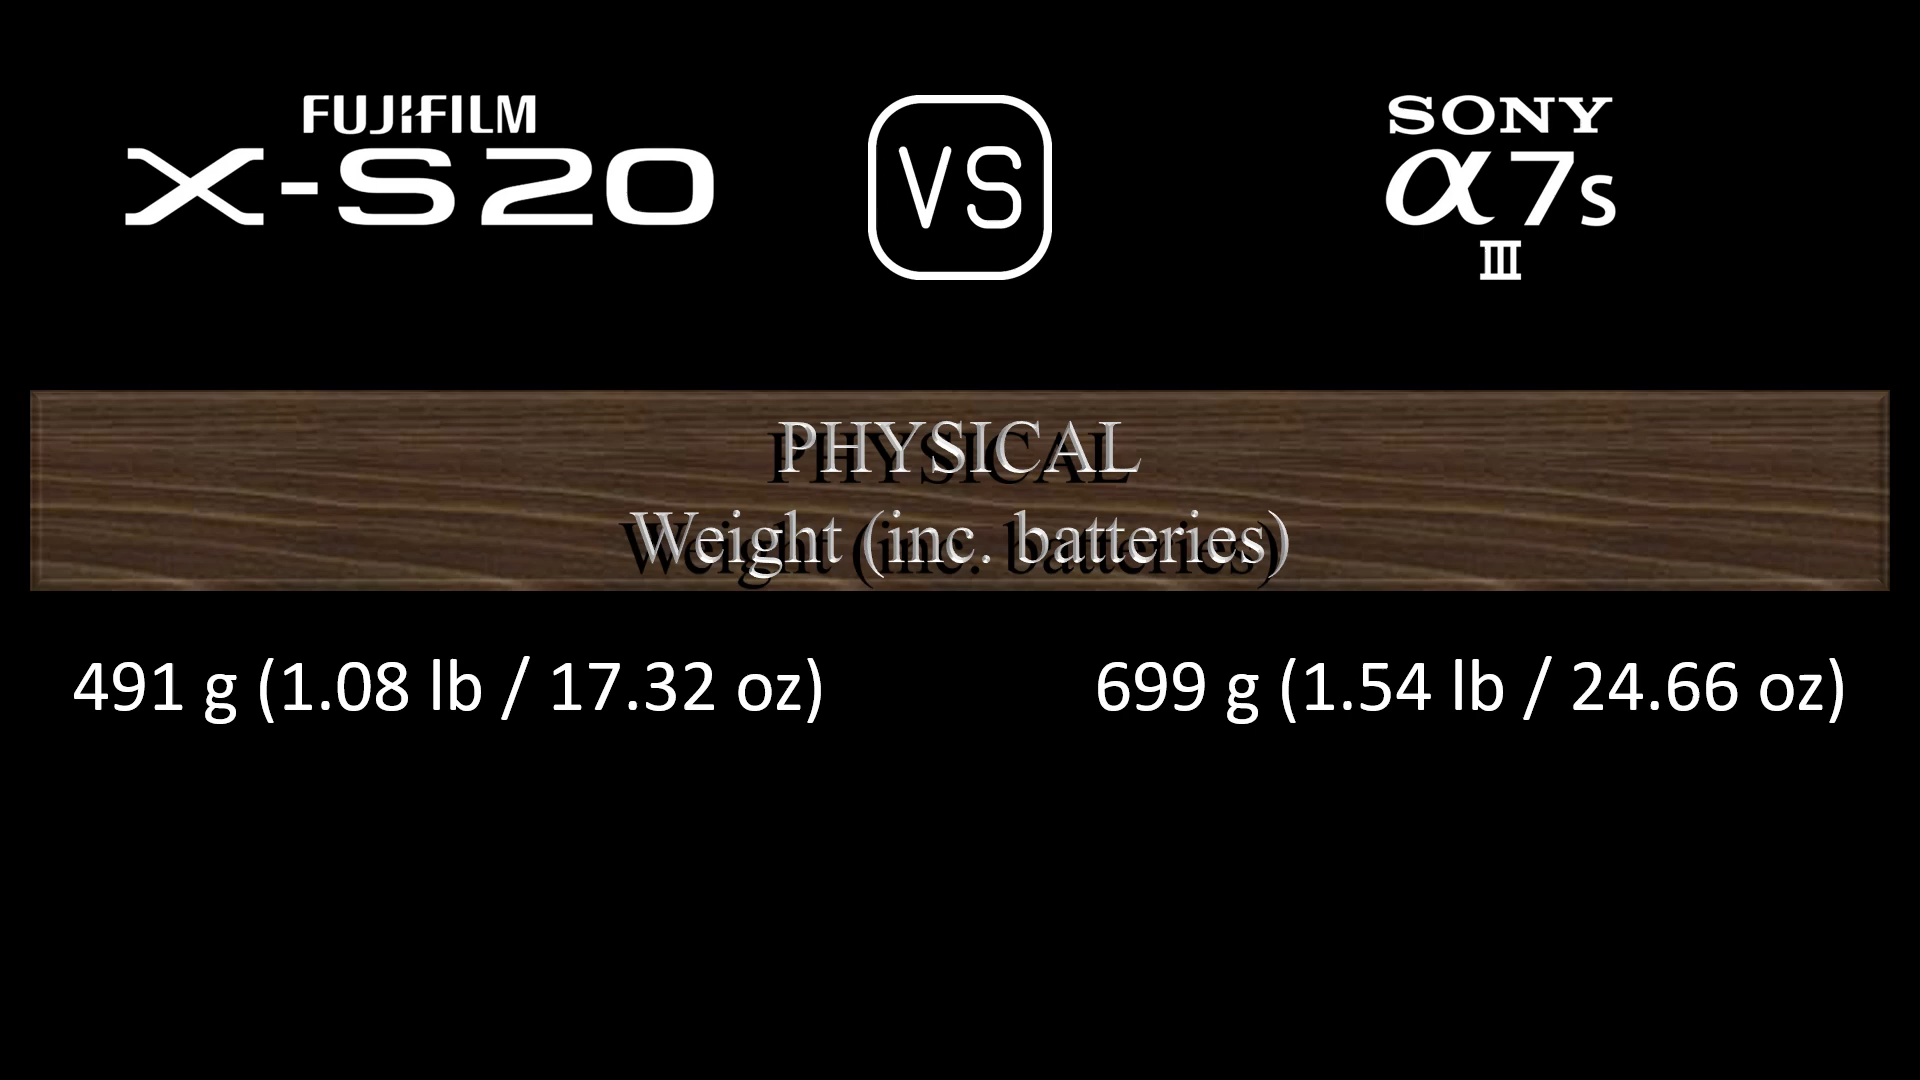 FUJIFILM
X-S20
VS
SONY
α7s
III
PHYSICAL
Weight (inc. batteries)
491 g (1.08 lb / 17.32 oz)
699 g (1.54 lb / 24.66 oz)